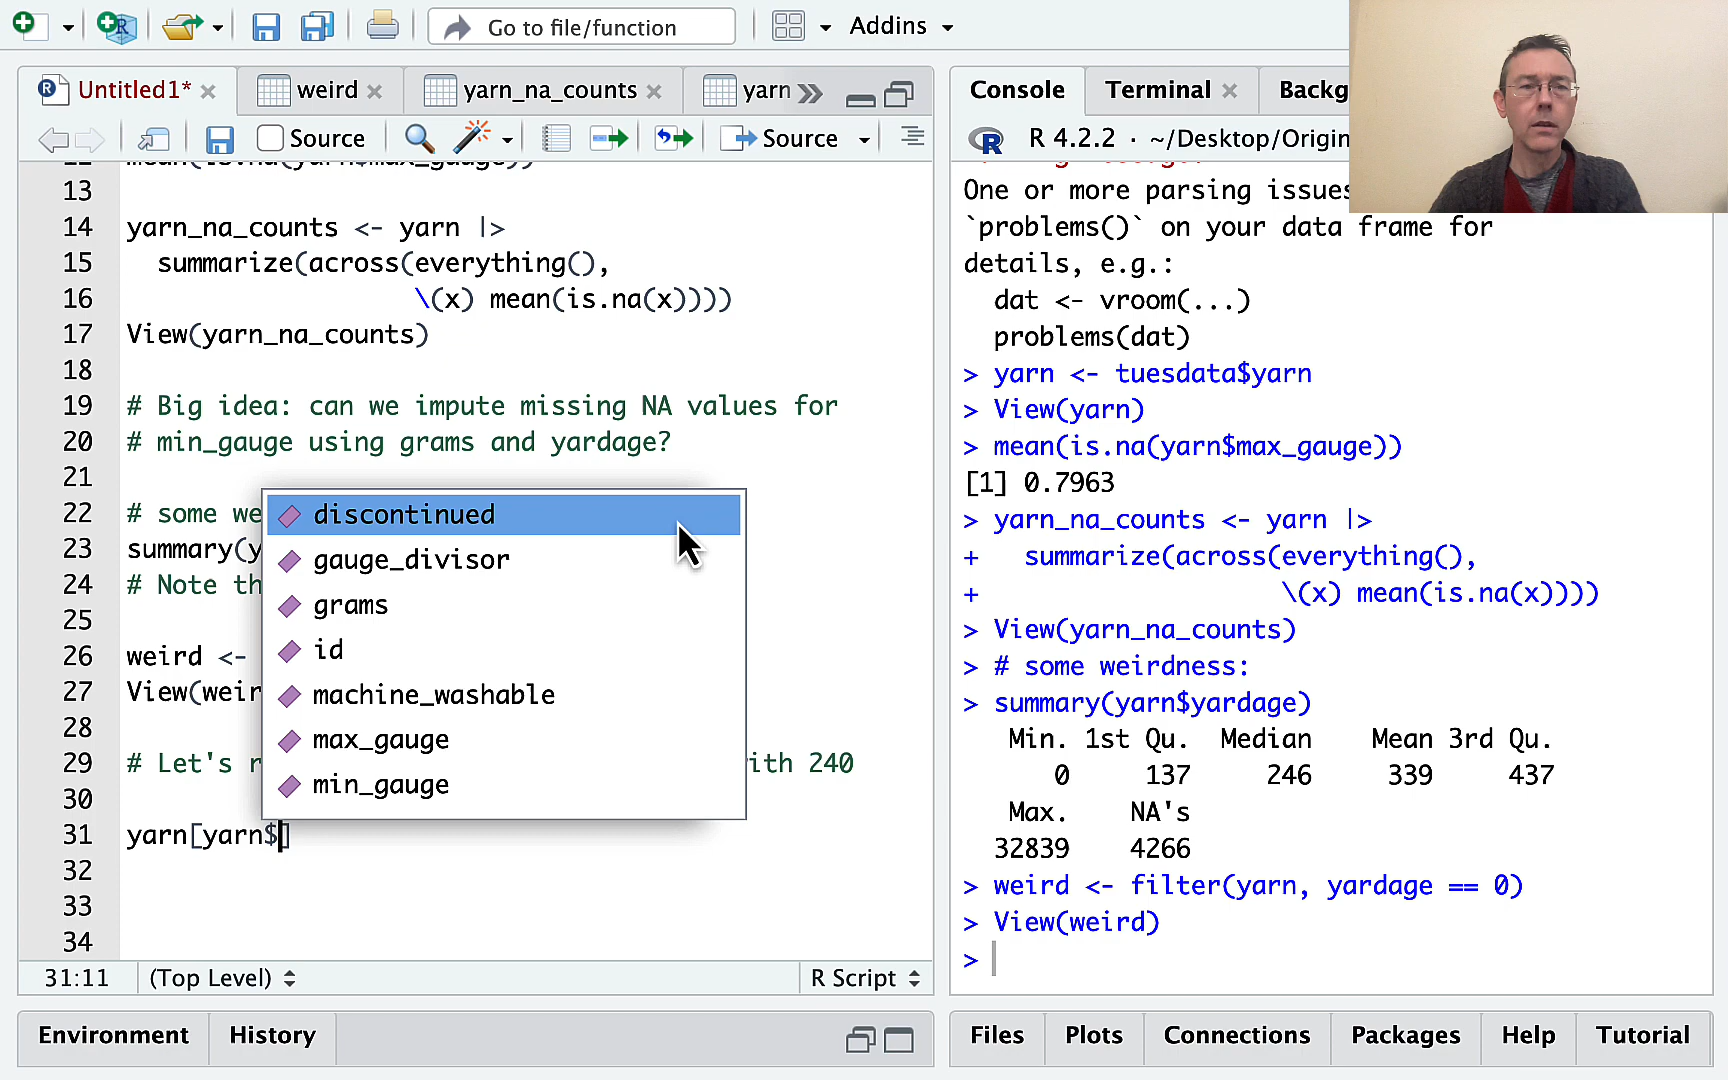 Go to file/function
Addins
Untitled1*
weird
yarn_na_counts
yarn
Source
Source
mean(is.na(yarn$max_gauge))
13
14 yarn_na_counts <- yarn |>
15 summarize(across(everything(),
16 \(x) mean(is.na(x))))
17 View(yarn_na_counts)
18
19 # Big idea: can we impute missing NA values for
20 # min_gauge using grams and yardage?
21
22 # some we
23 summary(y
24 # Note th
25
26 weird <-
27 View(weir
28
29 # Let's r ith 240
30
31 yarn[yarn$]
32
33
34
discontinued
gauge_divisor
grams
id
machine_washable
max_gauge
min_gauge
31:11 (Top Level) R Script
Environment History
Console Terminal Backg
R 4.2.2 · ~/Desktop/Origin
One or more parsing issues
`problems()` on your data frame for
details, e.g.:
dat <- vroom(...)
problems(dat)
> yarn <- tuesdata$yarn
> View(yarn)
> mean(is.na(yarn$max_gauge))
[1] 0.7963
> yarn_na_counts <- yarn |>
+ summarize(across(everything(),
+ \(x) mean(is.na(x))))
> View(yarn_na_counts)
> # some weirdness:
> summary(yarn$yardage)
Min. 1st Qu. Median Mean 3rd Qu.
0 137 246 339 437
Max. NA's
32839 4266
> weird <- filter(yarn, yardage == 0)
> View(weird)
>
Files Plots Connections Packages Help Tutorial